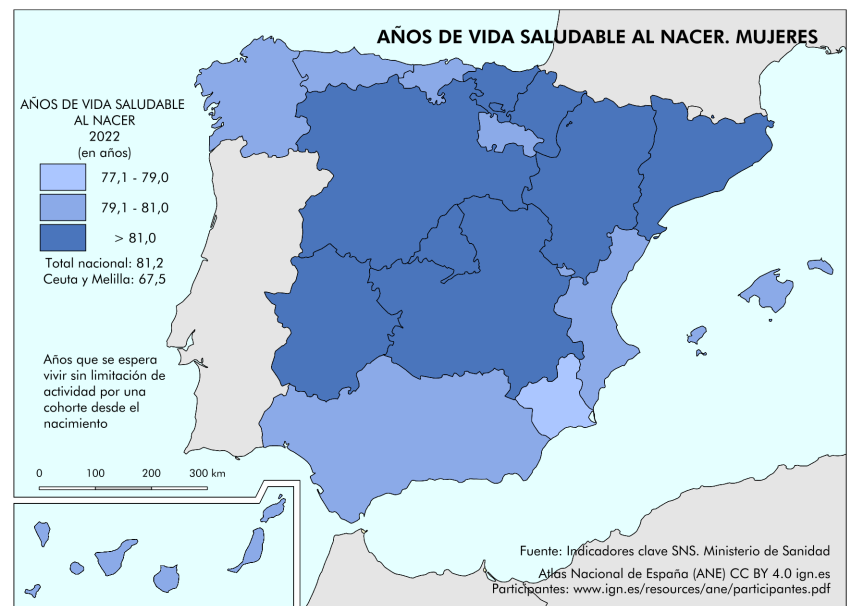 AÑOS DE VIDA SALUDABLE AL NACER. MUJERES
AÑOS DE VIDA SALUDABLE
AL NACER
2022
(en años)
77,1 - 79,0
79,1 - 81,0
> 81,0
Total nacional: 81,2
Ceuta y Melilla: 67,5
Años que se espera
vivir sin limitación de
actividad por una
cohorte desde el
nacimiento
0 100 200 300 km
Fuente: Indicadores clave SNS. Ministerio de Sanidad
Atlas Nacional de España (ANE) CC BY 4.0 ign.es
Participantes: www.ign.es/resources/ane/participantes.pdf